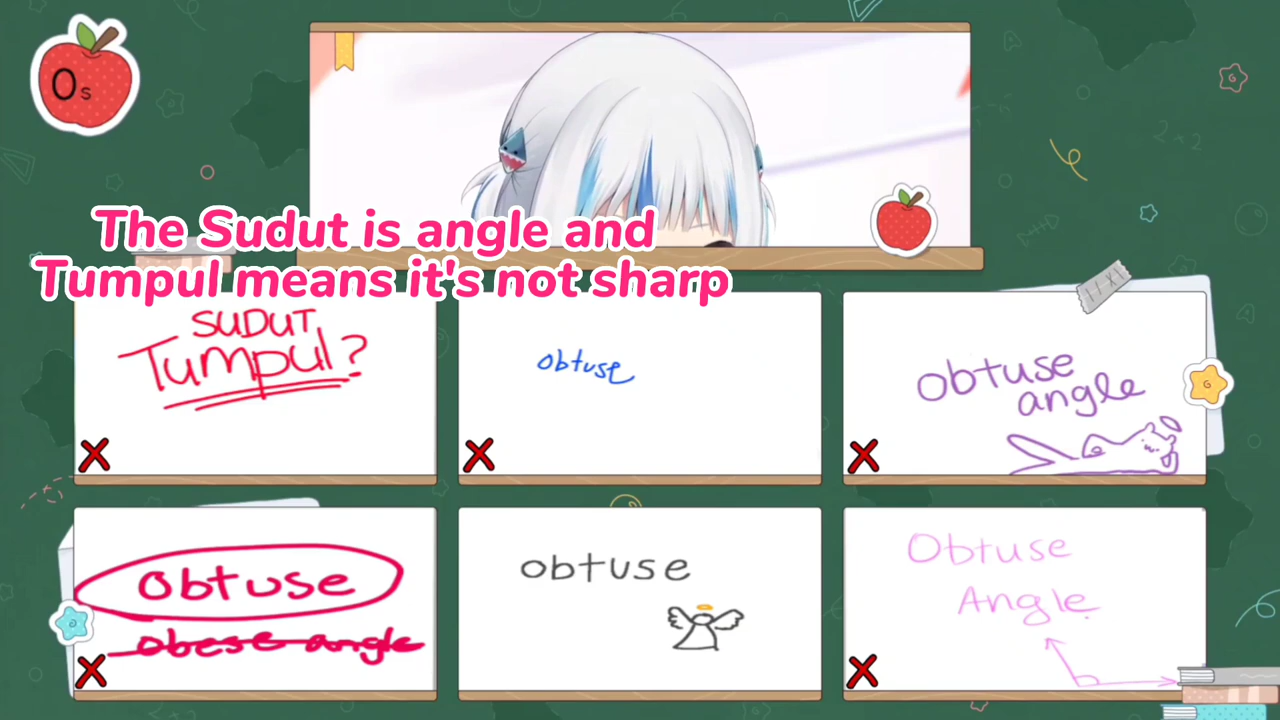 0s
The Sudut is angle and
Tumpul means it's not sharp
SUDUT
Tumpul?
obtuse
obtuse
angle
Obtuse
obese angle
obtuse
Obtuse
Angle